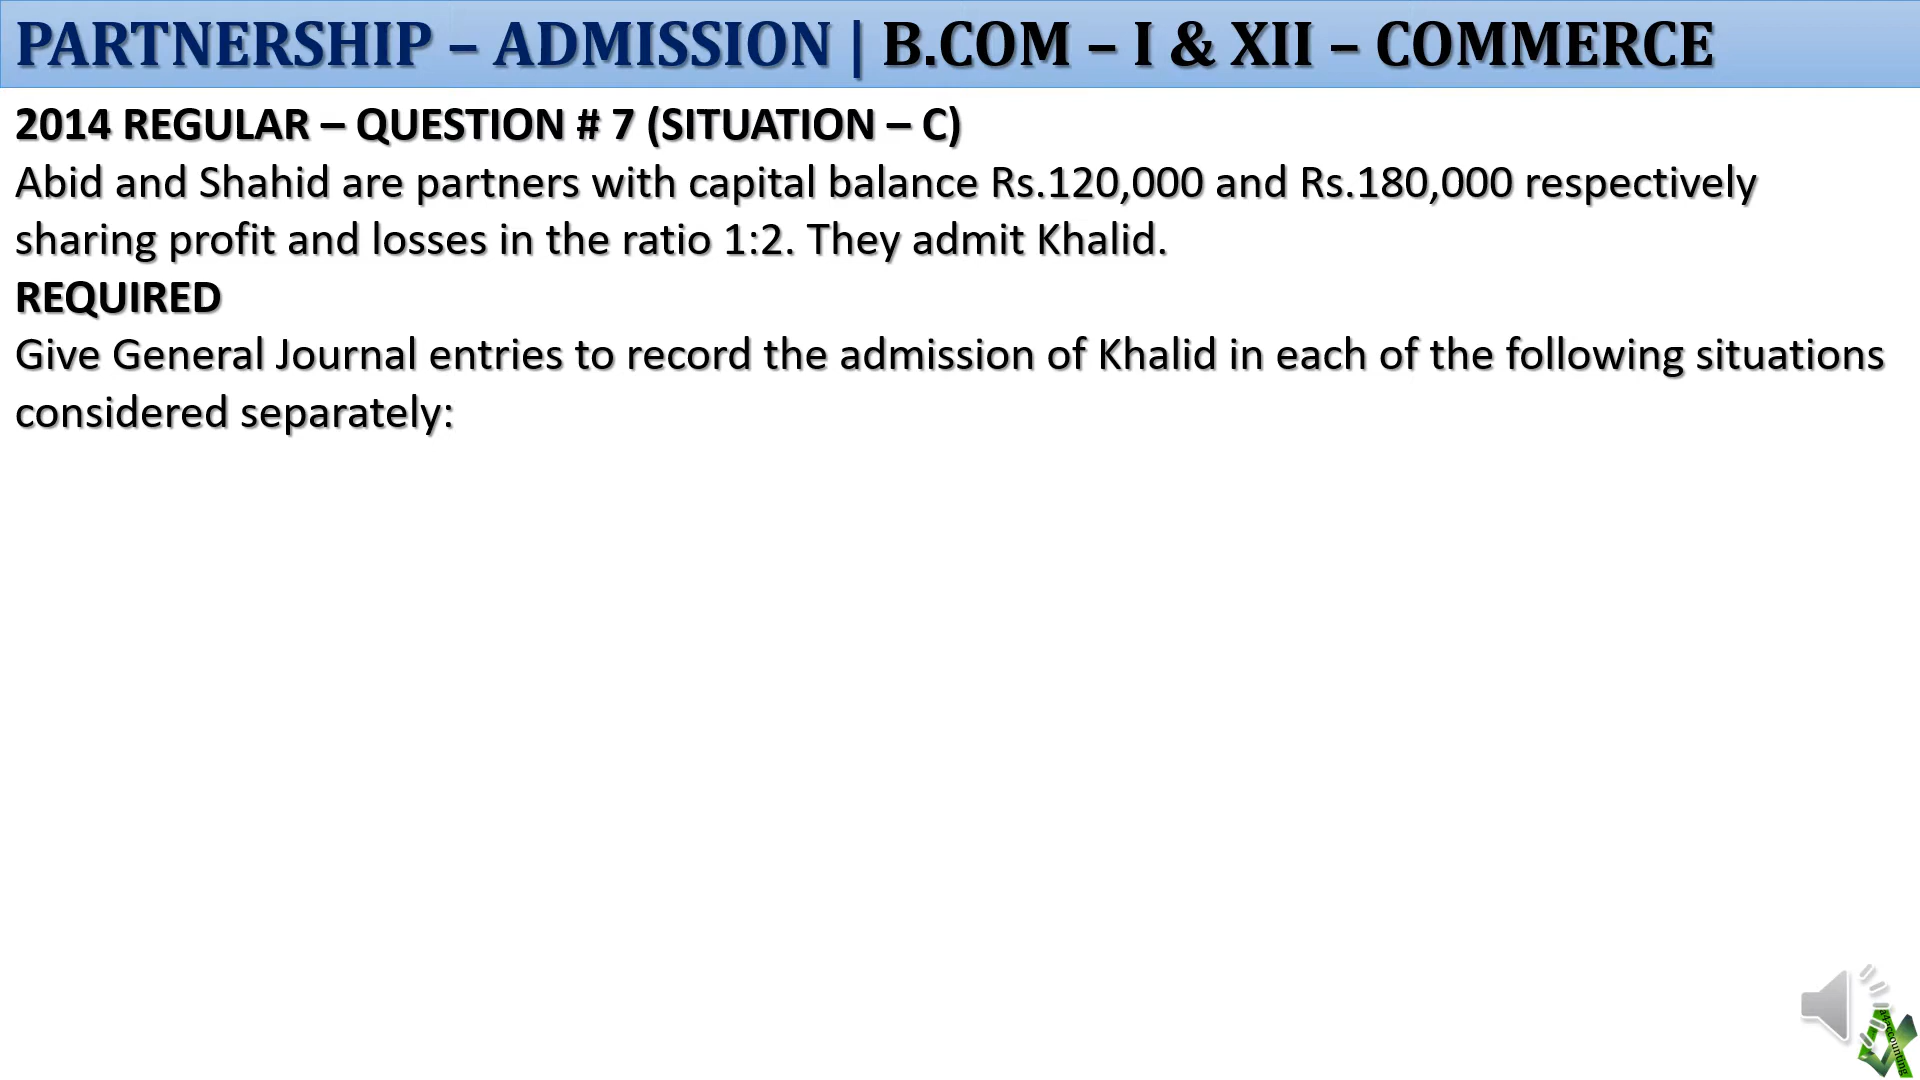 PARTNERSHIP – ADMISSION | B.COM – I & XII – COMMERCE
2014 REGULAR – QUESTION # 7 (SITUATION – C)
Abid and Shahid are partners with capital balance Rs.120,000 and Rs.180,000 respectively
sharing profit and losses in the ratio 1:2. They admit Khalid.
REQUIRED
Give General Journal entries to record the admission of Khalid in each of the following situations
considered separately: